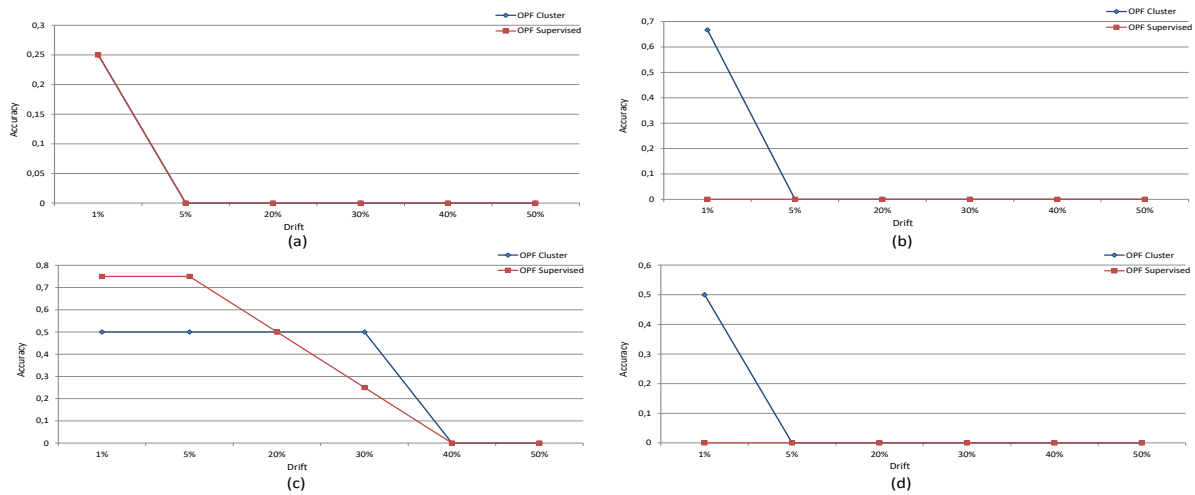 OPF Cluster
OPF Supervised
0,3
0,25
0,2
0,15
0,1
0,05
0
Accuracy
1% 5% 20% 30% 40% 50%
Drift
(a)
OPF Cluster
OPF Supervised
0,7
0,6
0,5
0,4
0,3
0,2
0,1
0
Accuracy
1% 5% 20% 30% 40% 50%
Drift
(b)
OPF Cluster
OPF Supervised
0,8
0,7
0,6
0,5
0,4
0,3
0,2
0,1
0
Accuracy
1% 5% 20% 30% 40% 50%
Drift
(c)
OPF Cluster
OPF Supervised
0,6
0,5
0,4
0,3
0,2
0,1
0
Accuracy
1% 5% 20% 30% 40% 50%
Drift
(d)